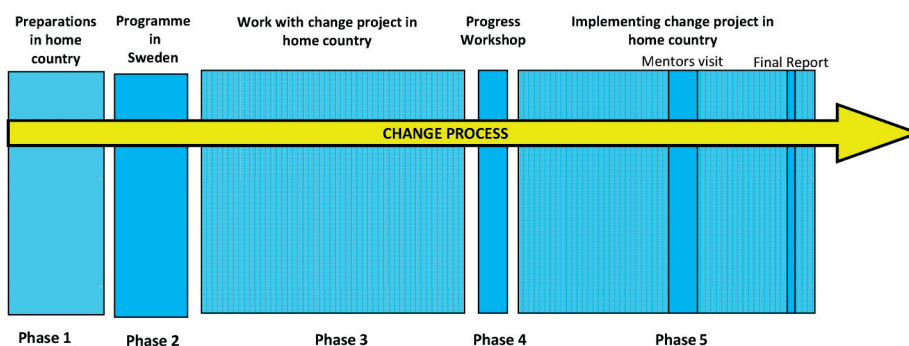 Preparations
in home
country
Programme
in
Sweden
Work with change project in
home country
Progress
Workshop
Implementing change project in
home country
Mentors visit
Final Report
CHANGE PROCESS
Phase 1
Phase 2
Phase 3
Phase 4
Phase 5